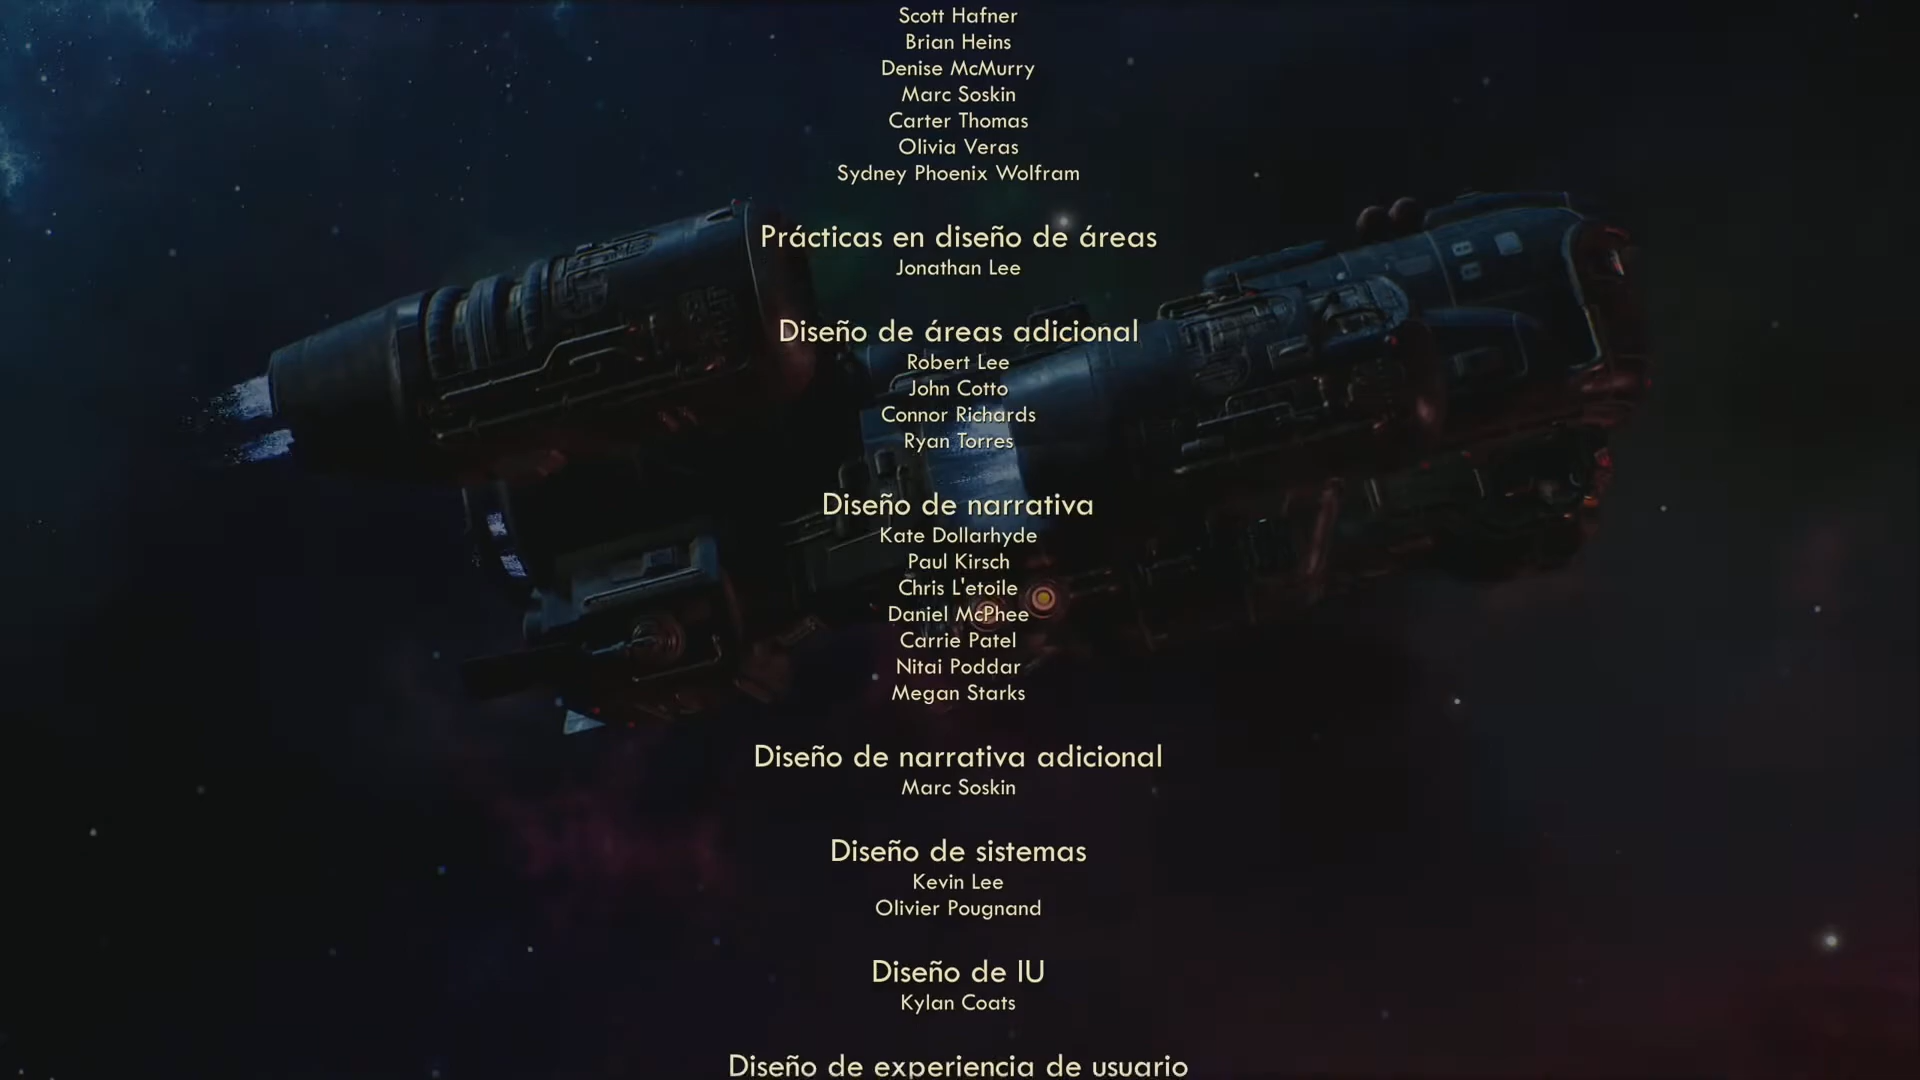 Scott Hafner
Brian Heins
Denise McMurry
Marc Soskin
Carter Thomas
Olivia Veras
Sydney Phoenix Wolfram
Prácticas en diseño de áreas
Jonathan Lee
Diseño de áreas adicional
Robert Lee
John Cotto
Connor Richards
Ryan Torres
Diseño de narrativa
Kate Dollarhyde
Paul Kirsch
Chris L'etoile
Daniel McPhee
Carrie Patel
Nitai Poddar
Megan Starks
Diseño de narrativa adicional
Marc Soskin
Diseño de sistemas
Kevin Lee
Olivier Pougnand
Diseño de IU
Kylan Coats
Diseño de experiencia de usuario